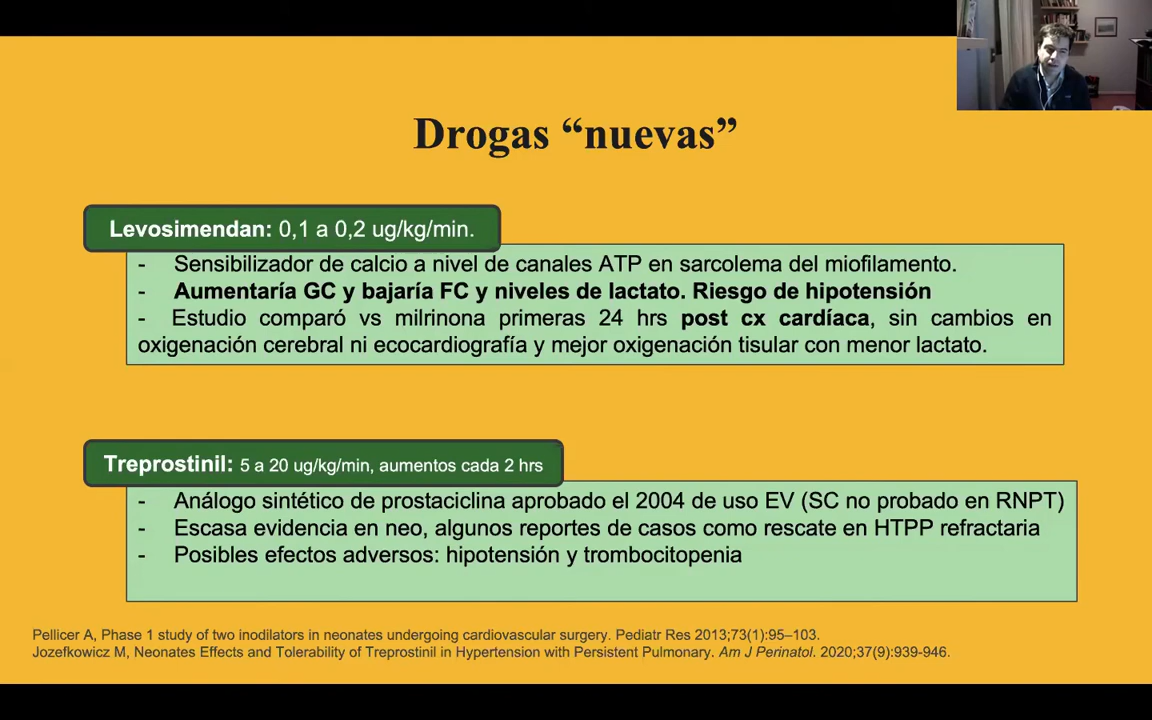 Drogas “nuevas”
Levosimendan: 0,1 a 0,2 ug/kg/min.
- Sensibilizador de calcio a nivel de canales ATP en sarcolema del miofilamento.
- Aumentaría GC y bajaría FC y niveles de lactato. Riesgo de hipotensión
- Estudio comparó vs milrinona primeras 24 hrs post cx cardíaca, sin cambios en
oxigenación cerebral ni ecocardiografía y mejor oxigenación tisular con menor lactato.
Treprostinil: 5 a 20 ug/kg/min, aumentos cada 2 hrs
- Análogo sintético de prostaciclina aprobado el 2004 de uso EV (SC no probado en RNPT)
- Escasa evidencia en neo, algunos reportes de casos como rescate en HTPP refractaria
- Posibles efectos adversos: hipotensión y trombocitopenia
Pellicer A, Phase 1 study of two inodilators in neonates undergoing cardiovascular surgery. Pediatr Res 2013;73(1):95–103.
Jozefkowicz M, Neonates Effects and Tolerability of Treprostinil in Hypertension with Persistent Pulmonary. Am J Perinatol. 2020;37(9):939-946.